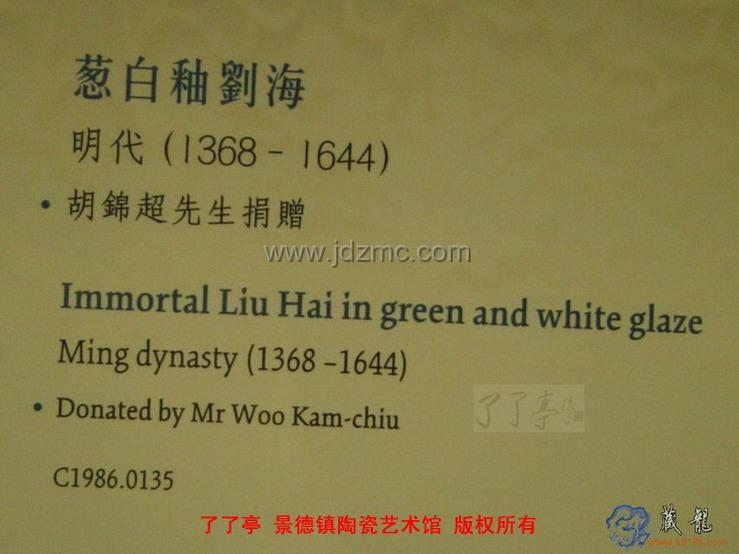 葱白釉劉海
明代 (1368 - 1644)
• 胡錦超先生捐贈
www.jdzmc.com
Immortal Liu Hai in green and white glaze
Ming dynasty (1368 -1644)
• Donated by Mr Woo Kam-chiu
了了亭
C1986.0135
了了亭 景德镇陶瓷艺术馆 版权所有
藏龍